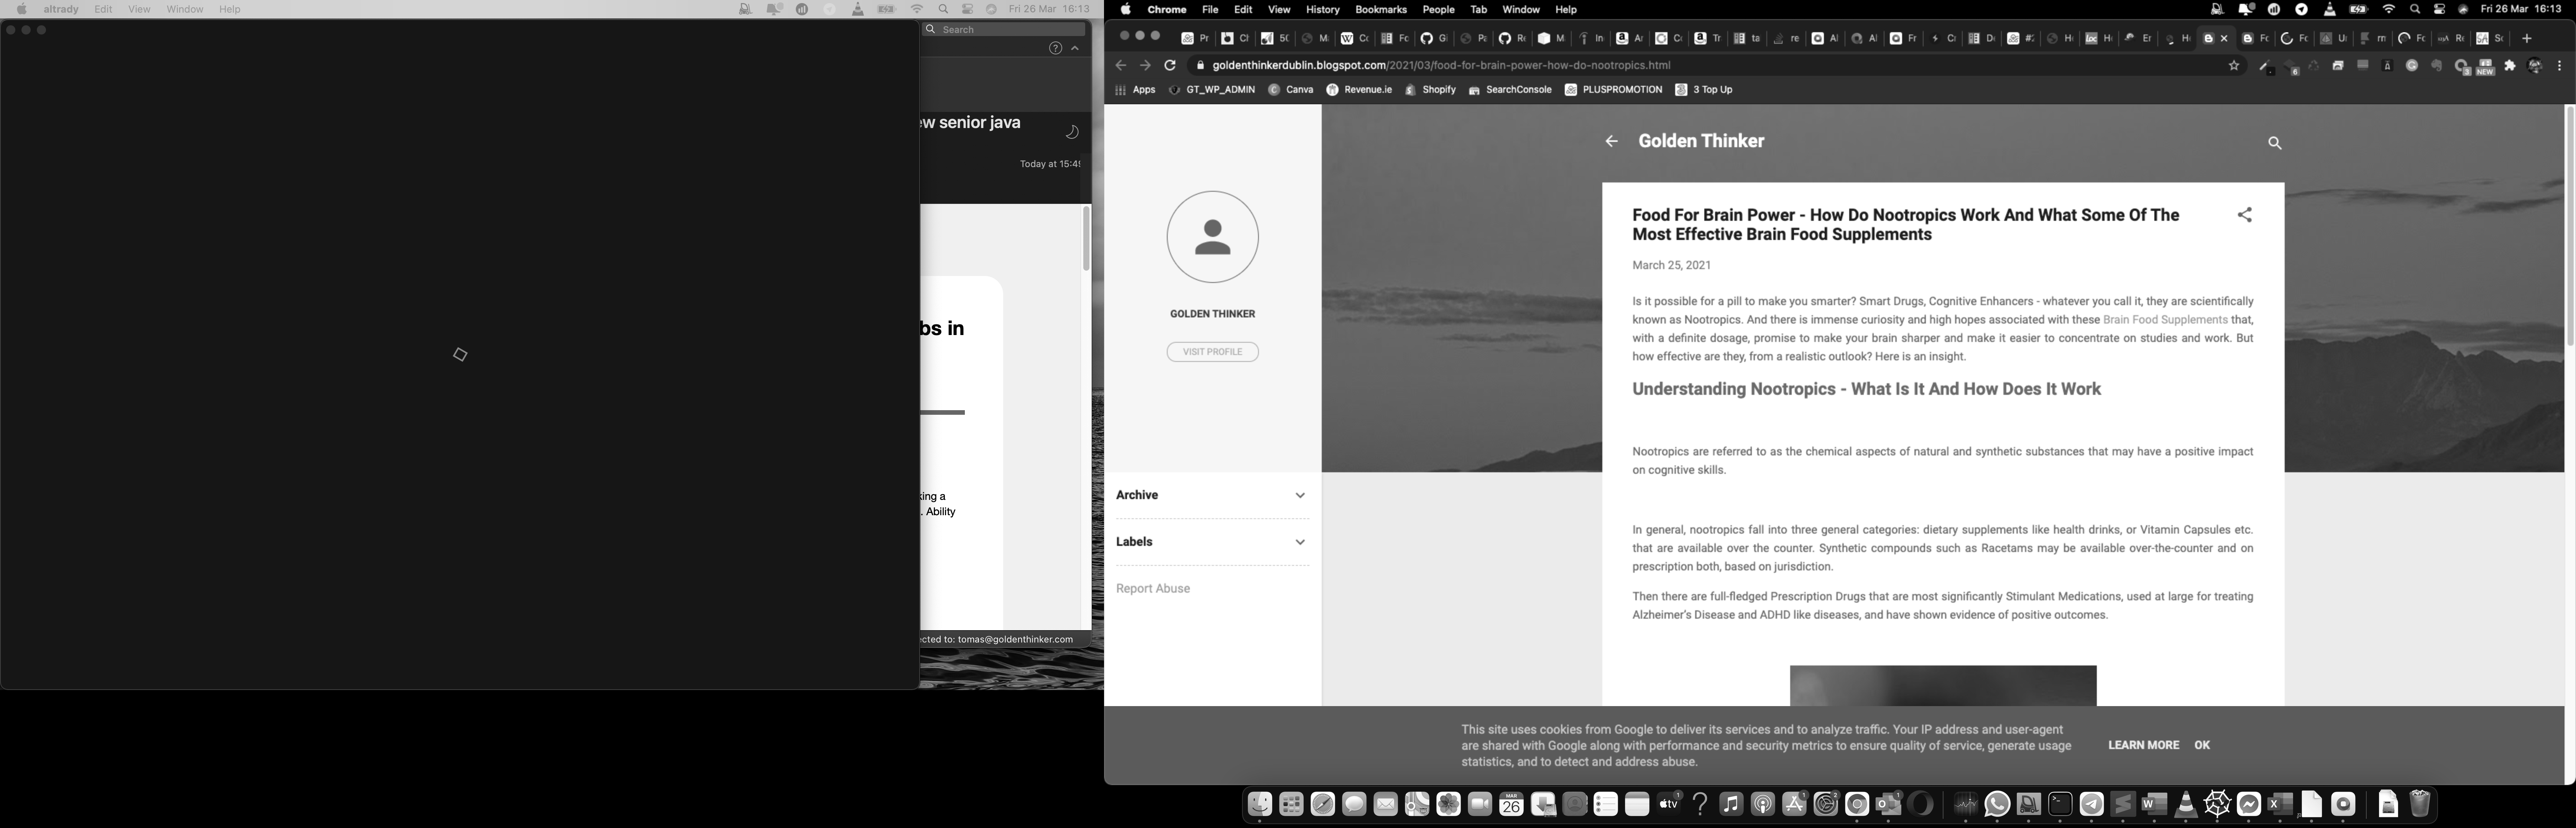 altrady Edit View Window Help
Fri 26 Mar 16:13
Search
ew senior java
Today at 15:49
bs in
king a
. Ability
ected to: tomas@goldenthinker.com
Chrome File Edit View History Bookmarks People Tab Window Help
Fri 26 Mar 16:13
goldenthinkerdublin.blogspot.com/2021/03/food-for-brain-power-how-do-nootropics.html
Apps GT_WP_ADMIN Canva Revenue.ie Shopify SearchConsole PLUSPROMOTION 3 Top Up
Golden Thinker
GOLDEN THINKER
VISIT PROFILE
Archive
Labels
Report Abuse
Food For Brain Power - How Do Nootropics Work And What Some Of The
Most Effective Brain Food Supplements
March 25, 2021
Is it possible for a pill to make you smarter? Smart Drugs, Cognitive Enhancers - whatever you call it, they are scientifically
known as Nootropics. And there is immense curiosity and high hopes associated with these Brain Food Supplements that,
with a definite dosage, promise to make your brain sharper and make it easier to concentrate on studies and work. But
how effective are they, from a realistic outlook? Here is an insight.
Understanding Nootropics - What Is It And How Does It Work
Nootropics are referred to as the chemical aspects of natural and synthetic substances that may have a positive impact
on cognitive skills.
In general, nootropics fall into three general categories: dietary supplements like health drinks, or Vitamin Capsules etc.
that are available over the counter. Synthetic compounds such as Racetams may be available over-the-counter and on
prescription both, based on jurisdiction.
Then there are full-fledged Prescription Drugs that are most significantly Stimulant Medications, used at large for treating
Alzheimer's Disease and ADHD like diseases, and have shown evidence of positive outcomes.
This site uses cookies from Google to deliver its services and to analyze traffic. Your IP address and user-agent
are shared with Google along with performance and security metrics to ensure quality of service, generate usage
statistics, and to detect and address abuse.
LEARN MORE OK
MAR
26
tv